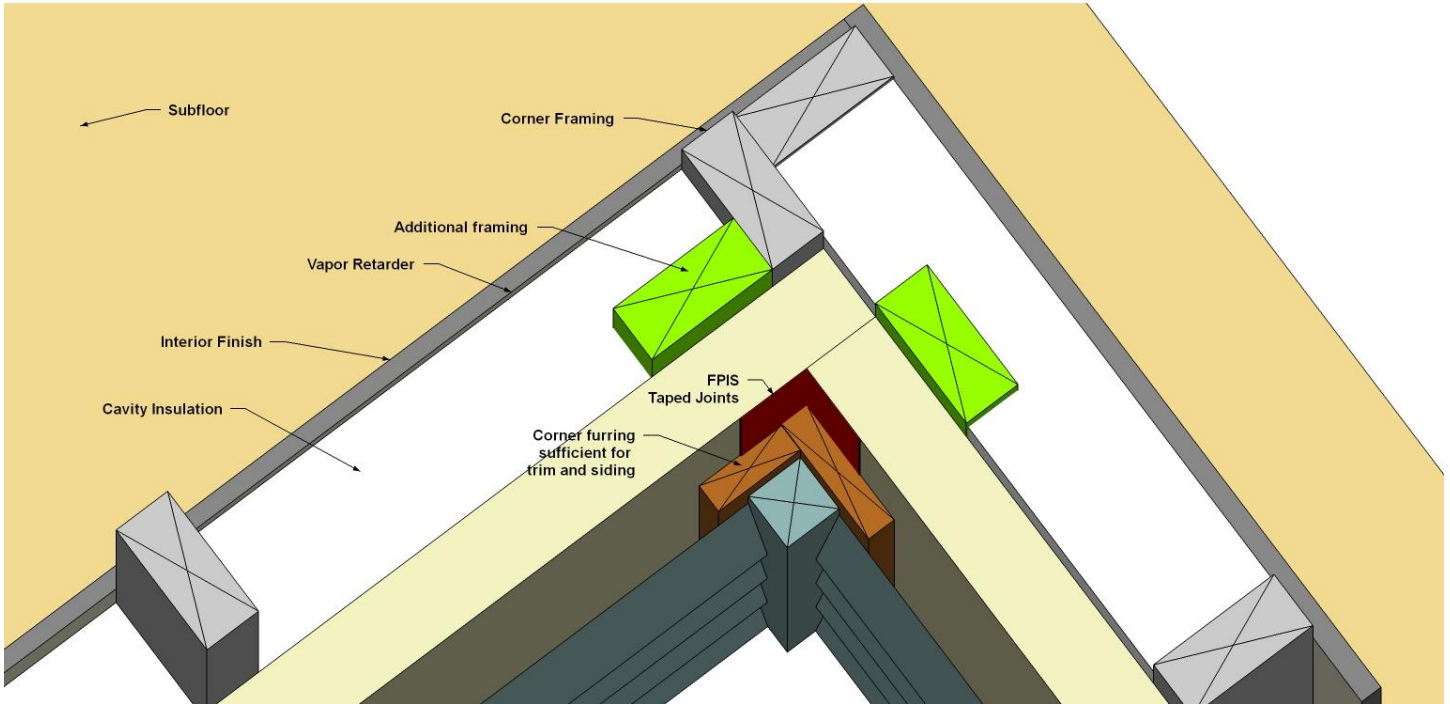 Subfloor
Corner Framing
Additional framing
Vapor Retarder
Interior Finish
FPIS
Taped Joints
Cavity Insulation
Corner furring
sufficient for
trim and siding